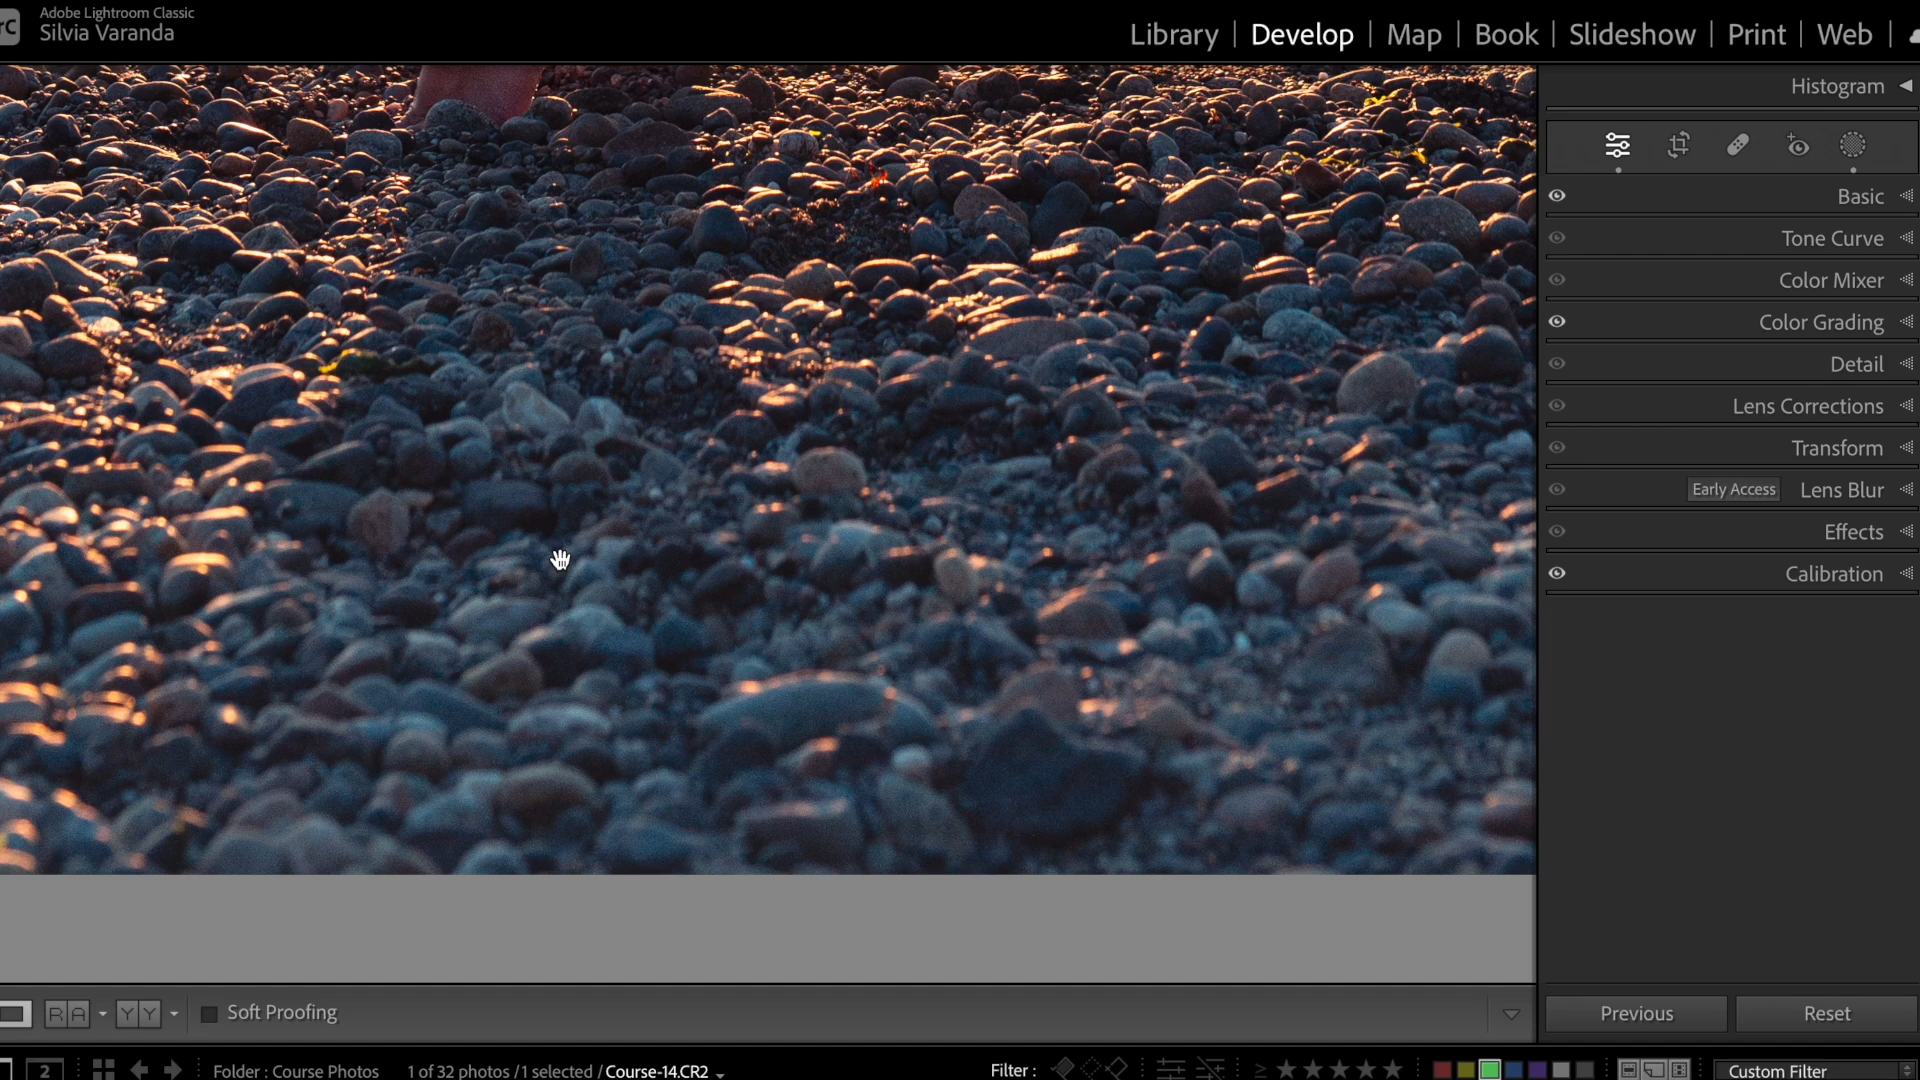 rC
Adobe Lightroom Classic
Silvia Varanda
Library | Develop | Map | Book | Slideshow | Print | Web |
Histogram
Basic
Tone Curve
Color Mixer
Color Grading
Detail
Lens Corrections
Transform
Early Access Lens Blur
Effects
Calibration
R A Y Y Soft Proofing
Previous Reset
2 Folder : Course Photos 1 of 32 photos /1 selected / Course-14.CR2 Filter : ≥ Custom Filter